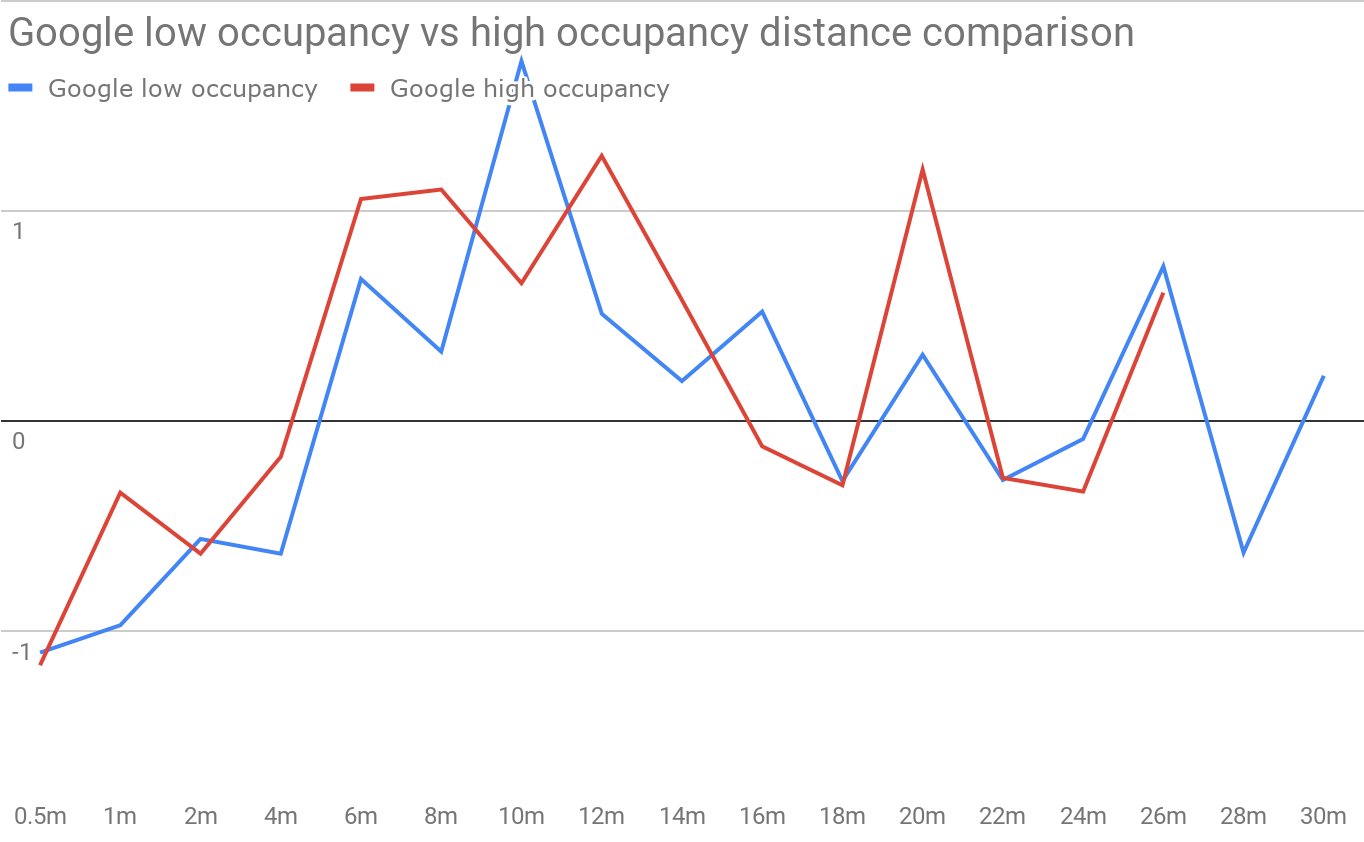 Google low occupancy vs high occupancy distance comparison
Google low occupancy Google high occupancy
1
0
-1
0.5m 1m 2m 4m 6m 8m 10m 12m 14m 16m 18m 20m 22m 24m 26m 28m 30m